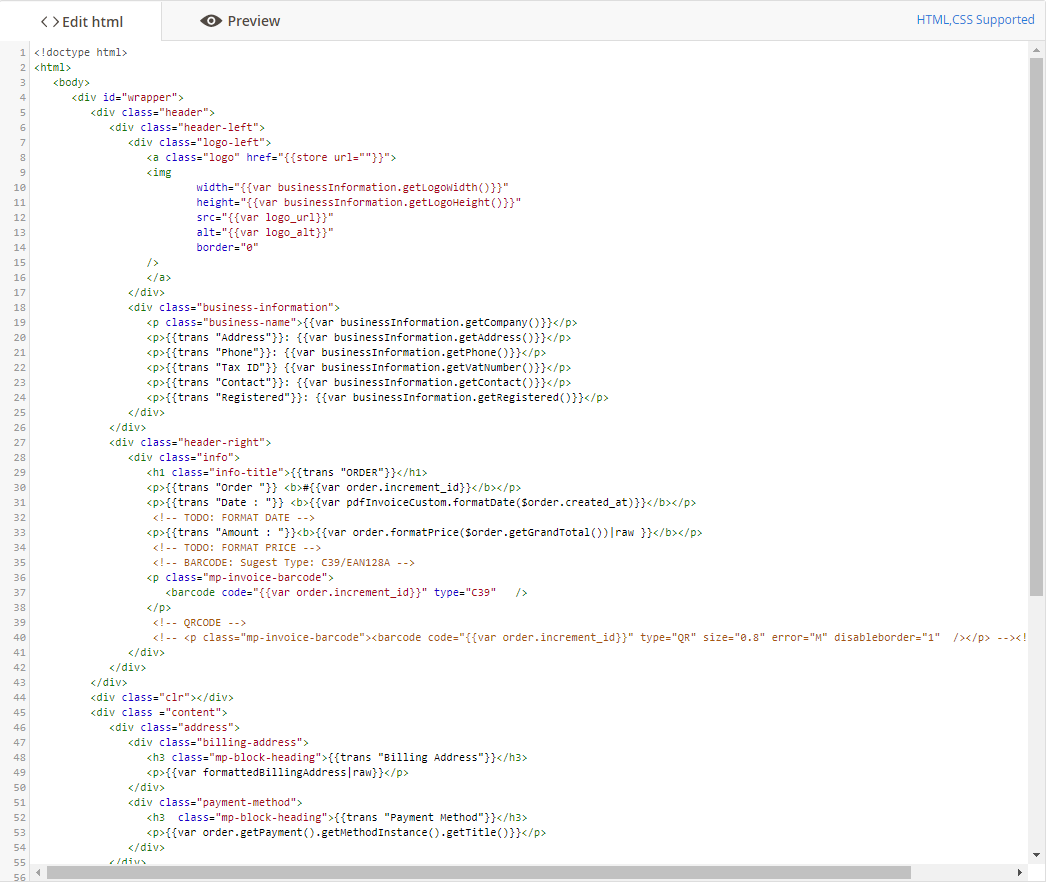 < > Edit html
Preview
HTML,CSS Supported
1 <!doctype html>
2 <html>
3 <body>
4 <div id="wrapper">
5 <div class="header">
6 <div class="header-left">
7 <div class="logo-left">
8 <a class="logo" href="{{store url=""}}">
9 <img
10 width="{{var businessInformation.getLogoWidth()}}"
11 height="{{var businessInformation.getLogoHeight()}}"
12 src="{{var logo_url}}"
13 alt="{{var logo_alt}}"
14 border="0"
15 />
16 </a>
17 </div>
18 <div class="business-information">
19 <p class="business-name">{{var businessInformation.getCompany()}}</p>
20 <p>{{trans "Address"}}: {{var businessInformation.getAddress()}}</p>
21 <p>{{trans "Phone"}}: {{var businessInformation.getPhone()}}</p>
22 <p>{{trans "Tax ID"}} {{var businessInformation.getVatNumber()}}</p>
23 <p>{{trans "Contact"}}: {{var businessInformation.getContact()}}</p>
24 <p>{{trans "Registered"}}: {{var businessInformation.getRegistered()}}</p>
25 </div>
26 </div>
27 <div class="header-right">
28 <div class="info">
29 <h1 class="info-title">{{trans "ORDER"}}</h1>
30 <p>{{trans "Order "}} <b>#{{var order.increment_id}}</b></p>
31 <p>{{trans "Date : "}} <b>{{var pdfInvoiceCustom.formatDate($order.created_at)}}</b></p>
32 <!-- TODO: FORMAT DATE -->
33 <p>{{trans "Amount : "}}<b>{{var order.formatPrice($order.getGrandTotal())|raw }}</b></p>
34 <!-- TODO: FORMAT PRICE -->
35 <!-- BARCODE: Sugest Type: C39/EAN128A -->
36 <p class="mp-invoice-barcode">
37 <barcode code="{{var order.increment_id}}" type="C39"   />
38 </p>
39 <!-- QRCODE -->
40 <!-- <p class="mp-invoice-barcode"><barcode code="{{var order.increment_id}}" type="QR" size="0.8" error="M" disableborder="1"  /></p> --><!
41 </div>
42 </div>
43 </div>
44 <div class="clr"></div>
45 <div class ="content">
46 <div class="address">
47 <div class="billing-address">
48 <h3 class="mp-block-heading">{{trans "Billing Address"}}</h3>
49 <p>{{var formattedBillingAddress|raw}}</p>
50 </div>
51 <div class="payment-method">
52 <h3  class="mp-block-heading">{{trans "Payment Method"}}</h3>
53 <p>{{var order.getPayment().getMethodInstance().getTitle()}}</p>
54 </div>
55 </div>
56